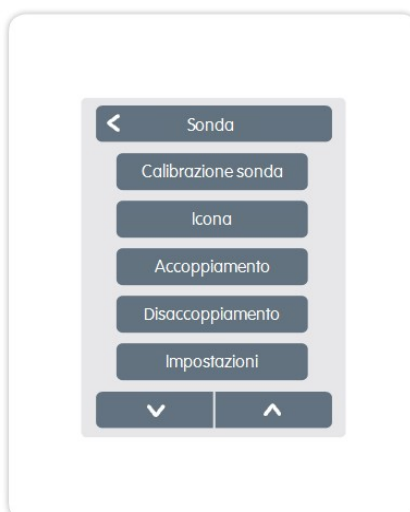 Sonda
Calibrazione sonda
Icona
Accoppiamento
Disaccoppiamento
Impostazioni